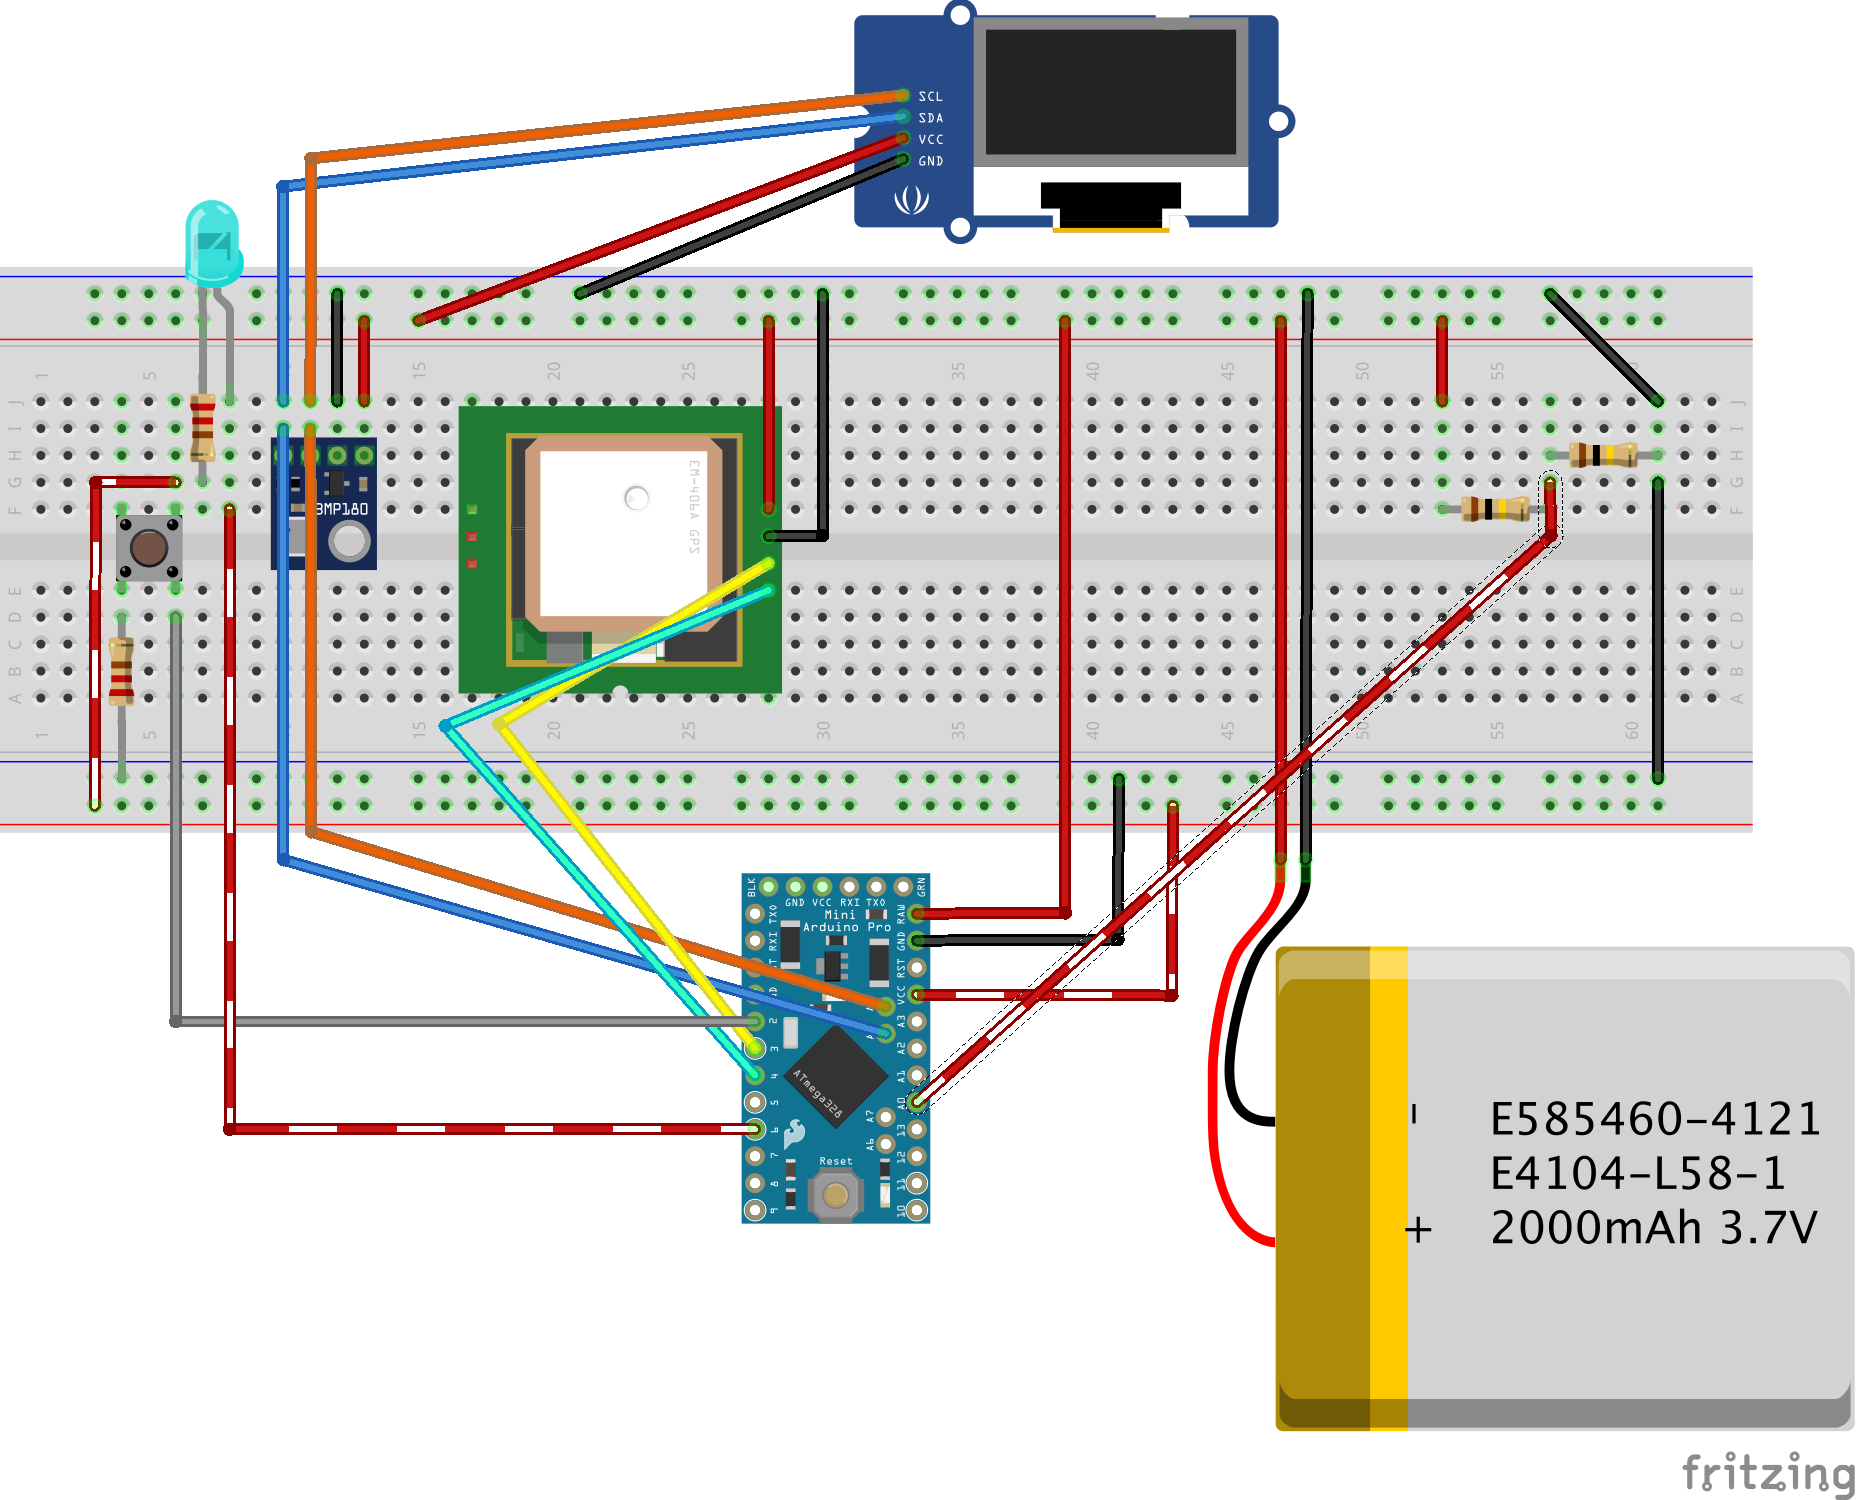 SCL
SDA
VCC
GND
1
5
15
20
25
35
40
45
50
55
J
I
H
G
F
J
I
H
G
F
BMP180
EM-406A GPS
E
D
C
B
A
E
D
C
B
A
1
5
15
20
25
30
35
40
45
50
55
60
BLK
GND VCC RXI TXO
GRN
Mini
Arduino Pro
TXO
RXI
2
3
4
5
6
7
8
9
RAW
GND
RST
VCC
A3
A2
A1
A0
13
12
11
10
A7
A6
ATmega328
Reset
- E585460-4121
E4104-L58-1
+ 2000mAh 3.7V
fritzing